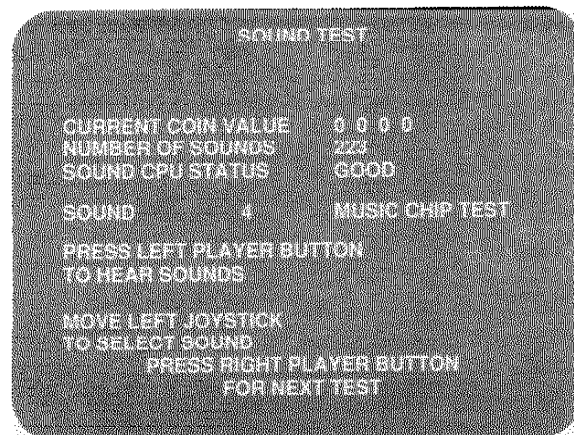 SOUND TEST
CURRENT COIN VALUE 0 0 0 0
NUMBER OF SOUNDS 223
SOUND CPU STATUS GOOD
SOUND 4 MUSIC CHIP TEST
PRESS LEFT PLAYER BUTTON
TO HEAR SOUNDS
MOVE LEFT JOYSTICK
TO SELECT SOUND
PRESS RIGHT PLAYER BUTTON
FOR NEXT TEST